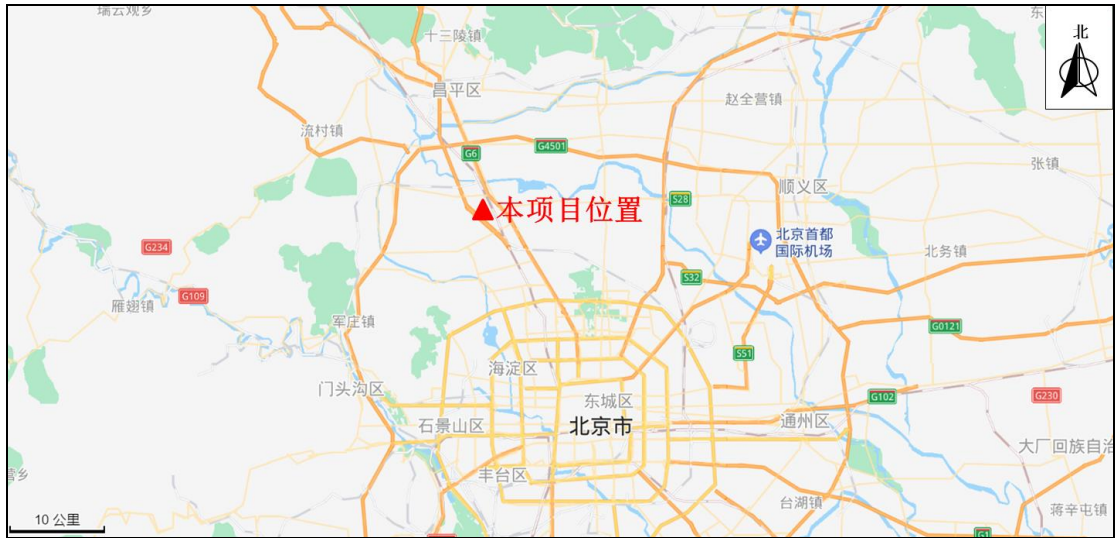 瑞云观乡
北
十三陵镇
昌平区
赵全营镇
流村镇
G6
G4501
张镇
顺义区
S28
本项目位置
G234
北京首都
国际机场
北务镇
S32
G109
雁翅镇
军庄镇
G0121
S51
海淀区
门头沟区
东城区
G102
G230
石景山区
北京市
通州区
大厂回族自治
丰台区
台湖镇
蒋辛屯镇
10 公里
G1